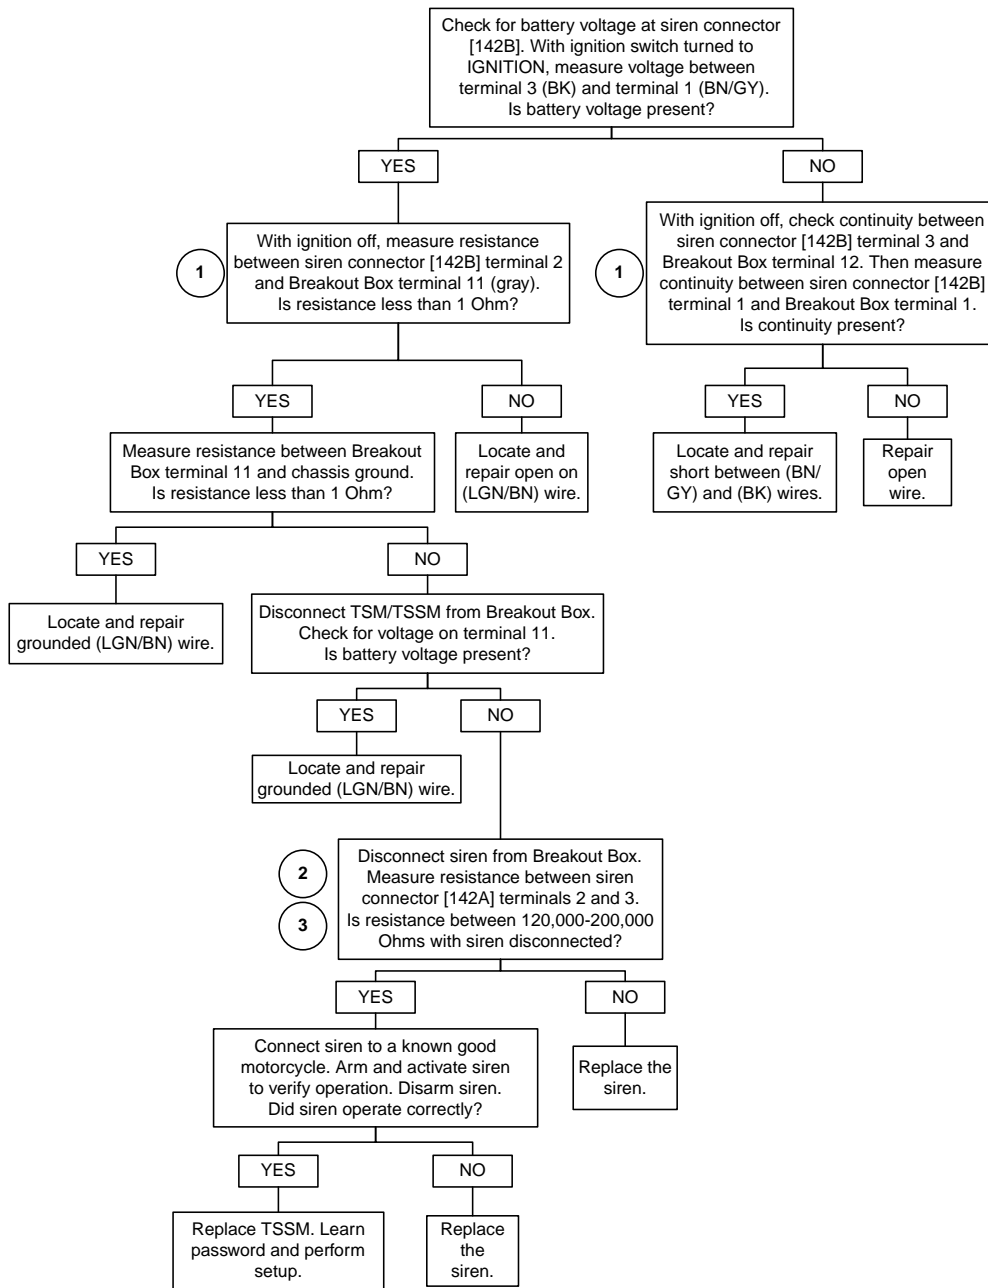 Check for battery voltage at siren connector
[142B]. With ignition switch turned to
IGNITION, measure voltage between
terminal 3 (BK) and terminal 1 (BN/GY).
Is battery voltage present?
YES
NO
1
With ignition off, measure resistance
between siren connector [142B] terminal 2
and Breakout Box terminal 11 (gray).
Is resistance less than 1 Ohm?
1
With ignition off, check continuity between
siren connector [142B] terminal 3 and
Breakout Box terminal 12. Then measure
continuity between siren connector [142B]
terminal 1 and Breakout Box terminal 1.
Is continuity present?
YES
NO
YES
NO
Measure resistance between Breakout
Box terminal 11 and chassis ground.
Is resistance less than 1 Ohm?
Locate and
repair open on
(LGN/BN) wire.
Locate and repair
short between (BN/
GY) and (BK) wires.
Repair
open
wire.
YES
NO
Locate and repair
grounded (LGN/BN) wire.
Disconnect TSM/TSSM from Breakout Box.
Check for voltage on terminal 11.
Is battery voltage present?
YES
NO
Locate and repair
grounded (LGN/BN) wire.
2
3
Disconnect siren from Breakout Box.
Measure resistance between siren
connector [142A] terminals 2 and 3.
Is resistance between 120,000-200,000
Ohms with siren disconnected?
YES
NO
Connect siren to a known good
motorcycle. Arm and activate siren
to verify operation. Disarm siren.
Did siren operate correctly?
Replace the
siren.
YES
NO
Replace TSSM. Learn
password and perform
setup.
Replace
the
siren.